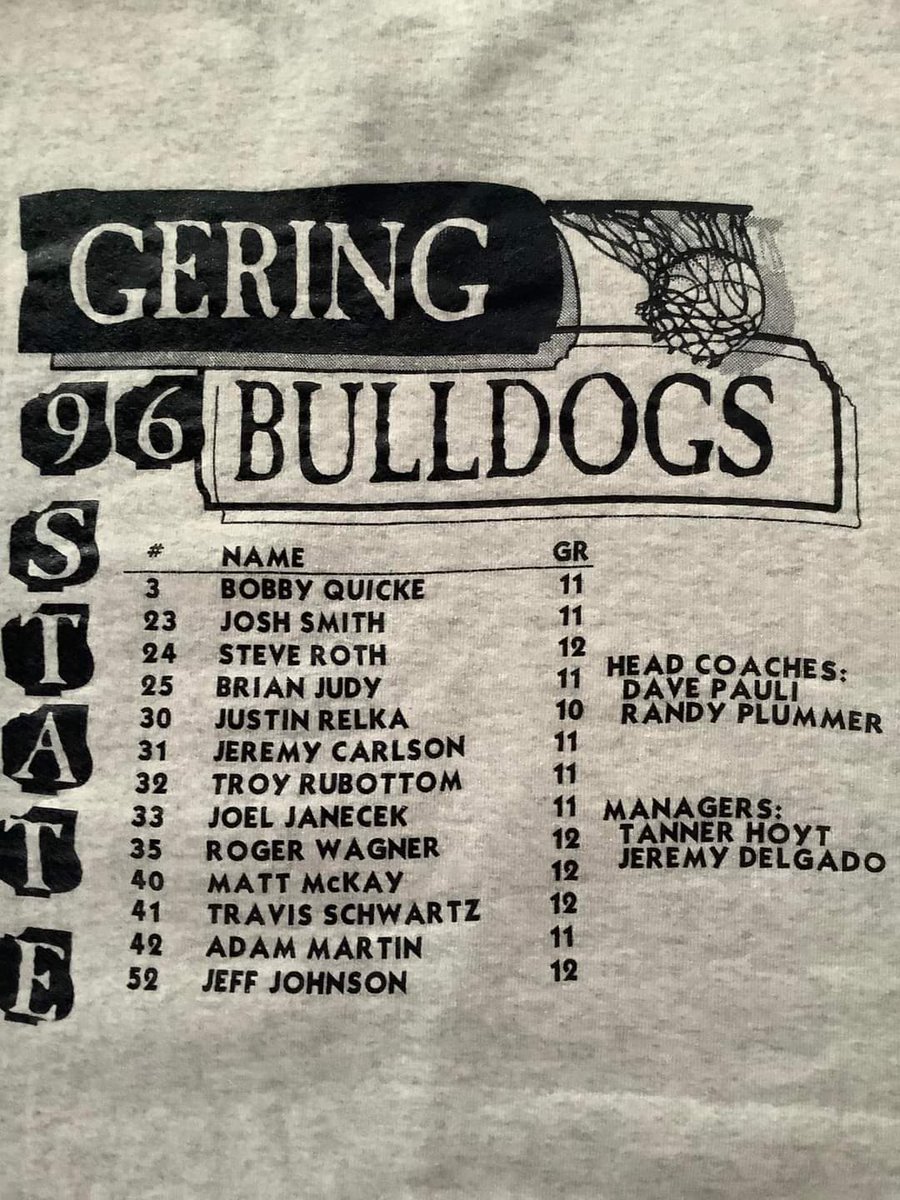 GERING
96 BULLDOGS
STATE
# NAME GR
3 BOBBY QUICKE 11
23 JOSH SMITH 11
24 STEVE ROTH 12
25 BRIAN JUDY 11
30 JUSTIN RELKA 10
31 JEREMY CARLSON 11
32 TROY RUBOTTOM 11
33 JOEL JANECEK 11
35 ROGER WAGNER 12
40 MATT McKAY 12
41 TRAVIS SCHWARTZ 12
42 ADAM MARTIN 11
52 JEFF JOHNSON 12
HEAD COACHES:
DAVE PAULI
RANDY PLUMMER
MANAGERS:
TANNER HOYT
JEREMY DELGADO